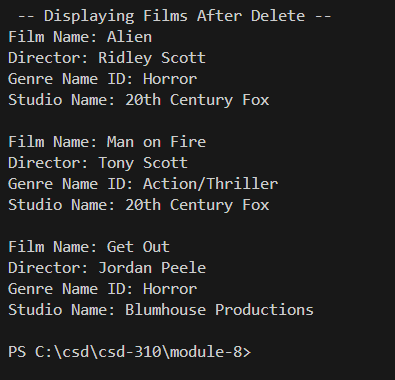 -- Displaying Films After Delete --
Film Name: Alien
Director: Ridley Scott
Genre Name ID: Horror
Studio Name: 20th Century Fox
Film Name: Man on Fire
Director: Tony Scott
Genre Name ID: Action/Thriller
Studio Name: 20th Century Fox
Film Name: Get Out
Director: Jordan Peele
Genre Name ID: Horror
Studio Name: Blumhouse Productions
PS C:\csd\csd-310\module-8>